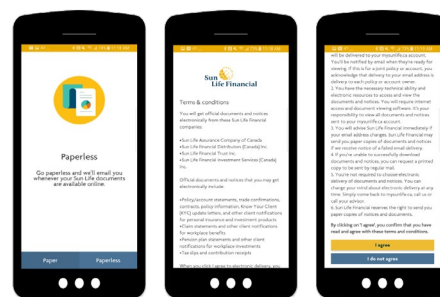 Paperless
Go paperless and we'll email you
whenever your Sun Life documents
are available online.
Paper
Paperless
Sun
Life Financial
Terms & conditions
You will get official documents and notices
electronically from these Sun Life Financial
companies:
•Sun Life Assurance Company of Canada
•Sun Life Financial Distributors (Canada) Inc.
•Sun Life Financial Trust Inc.
•Sun Life Financial Investment Services (Canada)
Inc.
Official documents and notices that you may get
electronically include:
•Policy/account statements, trade confirmations,
contracts, policy information, Know Your Client
(KYC) update letters, and other client notifications
for personal insurance and investment products
•Claim statements and other client notifications
for workplace benefits
•Pension plan statements and other client
notifications for workplace investments
•Tax slips and contribution receipts
When you click I agree to electronic delivery, you
will be delivered to your mysunlife.ca account.
You'll be notified by email when they're ready for
viewing. If this is for a joint policy or account, you
acknowledge that delivery to your email address is
delivery to each policy or account owner.
2. You have the necessary technical ability and
electronic resources to access and view the
documents and notices. You will require internet
access and document viewing software. It's your
responsibility to view all documents and notices
sent to your mysunlife.ca account.
3. You will advise Sun Life Financial immediately if
your email address changes. Sun Life Financial may
send you paper copies of documents and notices
if we receive notice of a failed email delivery.
4. If you're unable to successfully download
documents and notices, you can request a printed
copy to be sent by regular mail.
5. You're not required to choose electronic
delivery of documents and notices. You can
change your mind about electronic delivery at any
time. Simply come back to mysunlife.ca, call us or
call your advisor.
6. Sun Life Financial reserves the right to send you
paper copies of notices and documents.
By clicking on 'I agree', you confirm that you have
read and agree with these terms and conditions.
I agree
I do not agree